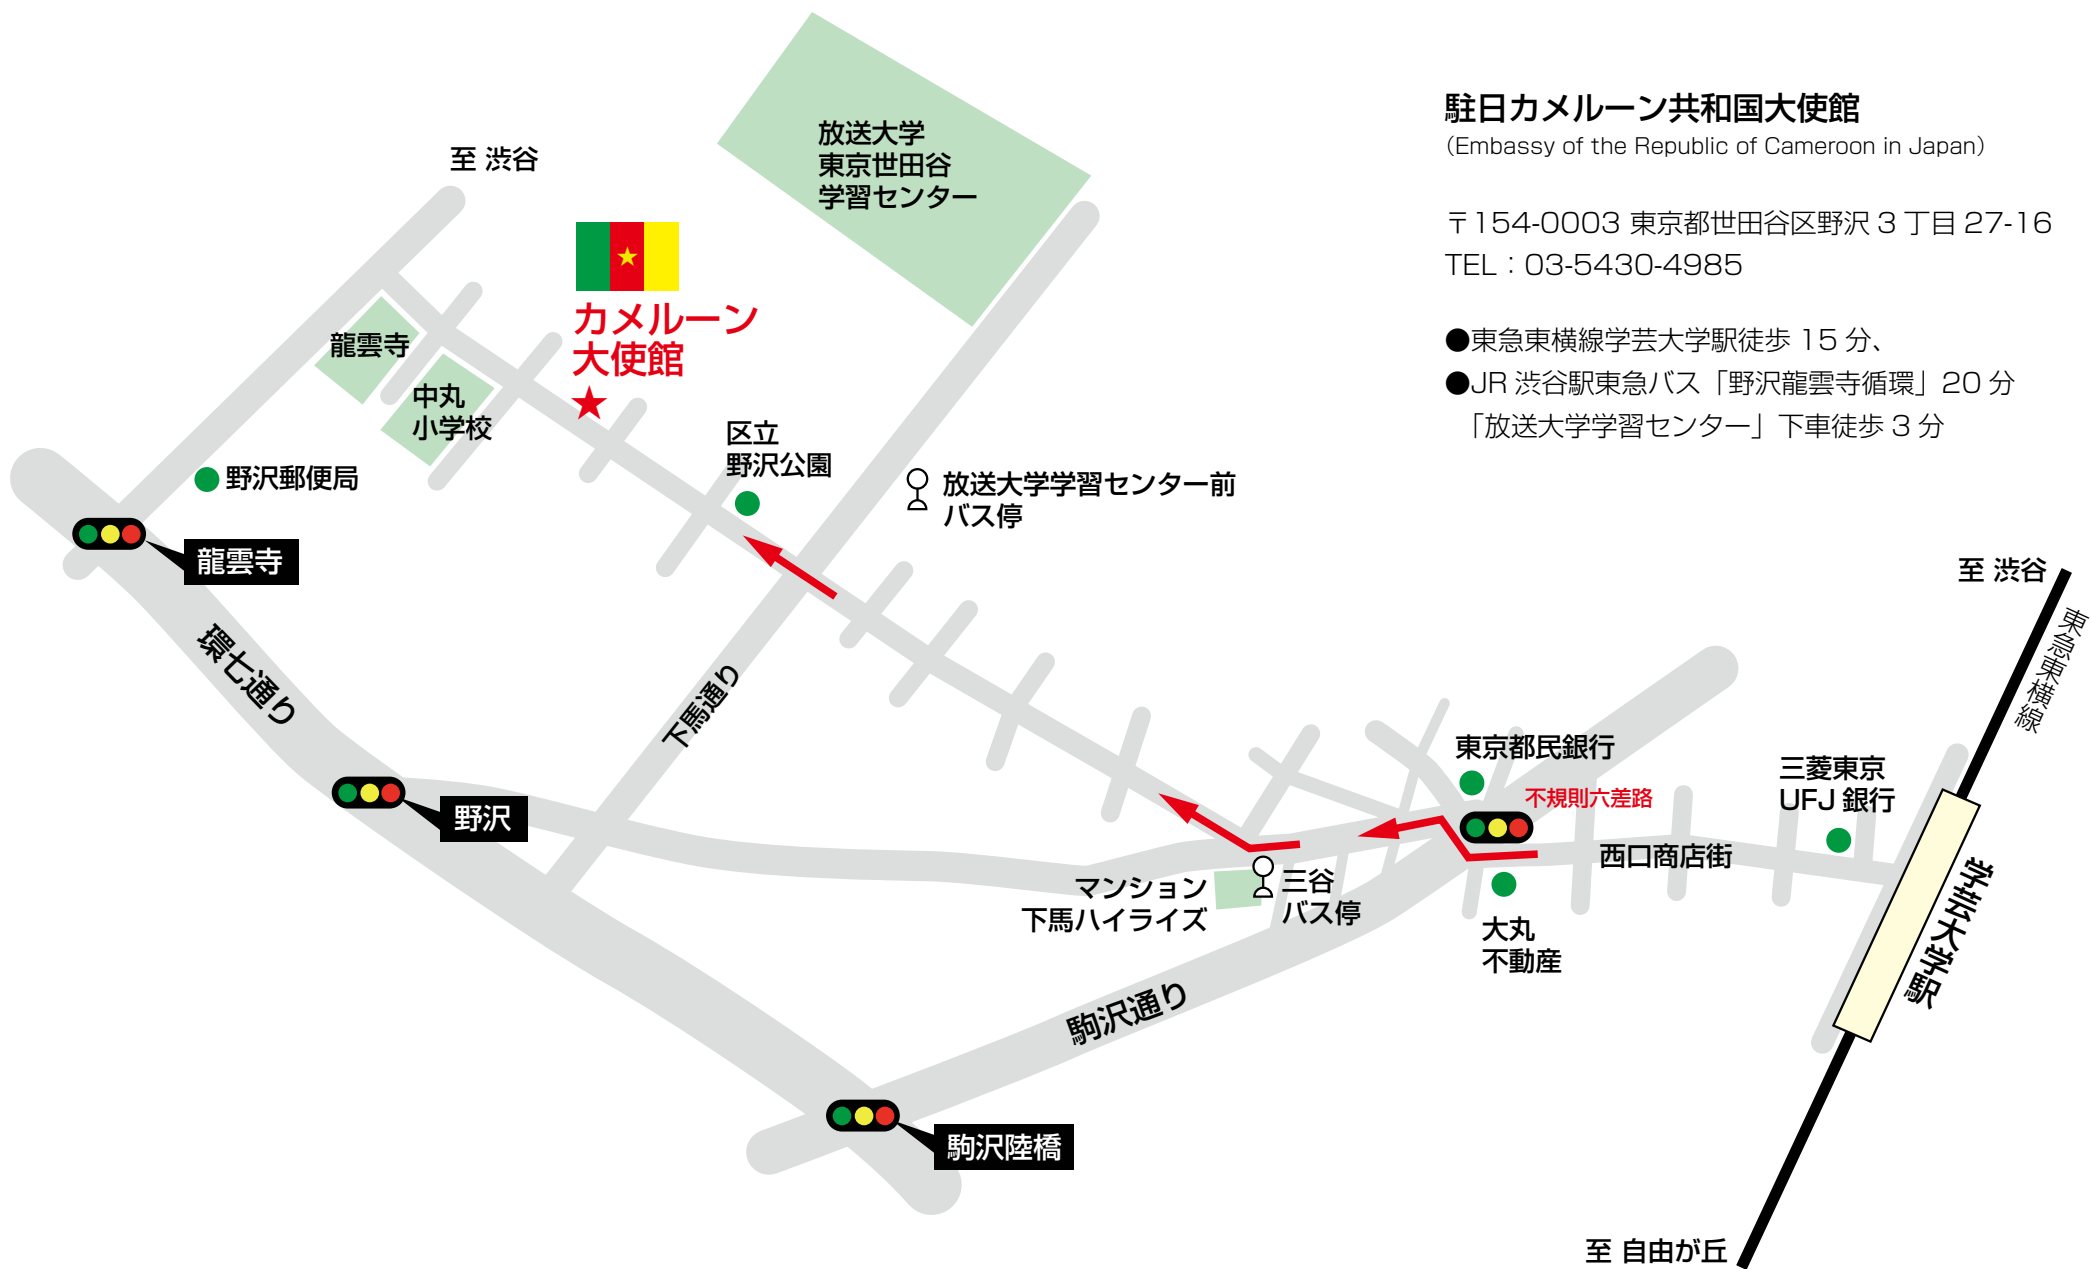 駐日カメルーン共和国大使館
（Embassy of the Republic of Cameroon in Japan）
〒154-0003 東京都世田谷区野沢3丁目27-16
TEL：03-5430-4985
●東急東横線学芸大学駅徒歩 15 分、
●JR 渋谷駅東急バス「野沢龍雲寺循環」20 分
「放送大学学習センター」下車徒歩 3 分
放送大学
東京世田谷
学習センター
至 渋谷
カメルーン
大使館
龍雲寺
中丸
小学校
区立
野沢公園
野沢郵便局
放送大学学習センター前
バス停
龍雲寺
環七通り
下馬通り
野沢
至 渋谷
東急東横線
東京都民銀行
不規則六差路
三菱東京
UFJ 銀行
西口商店街
学芸大学駅
マンション
下馬ハイライズ
三谷
バス停
大丸
不動産
駒沢通り
駒沢陸橋
至 自由が丘